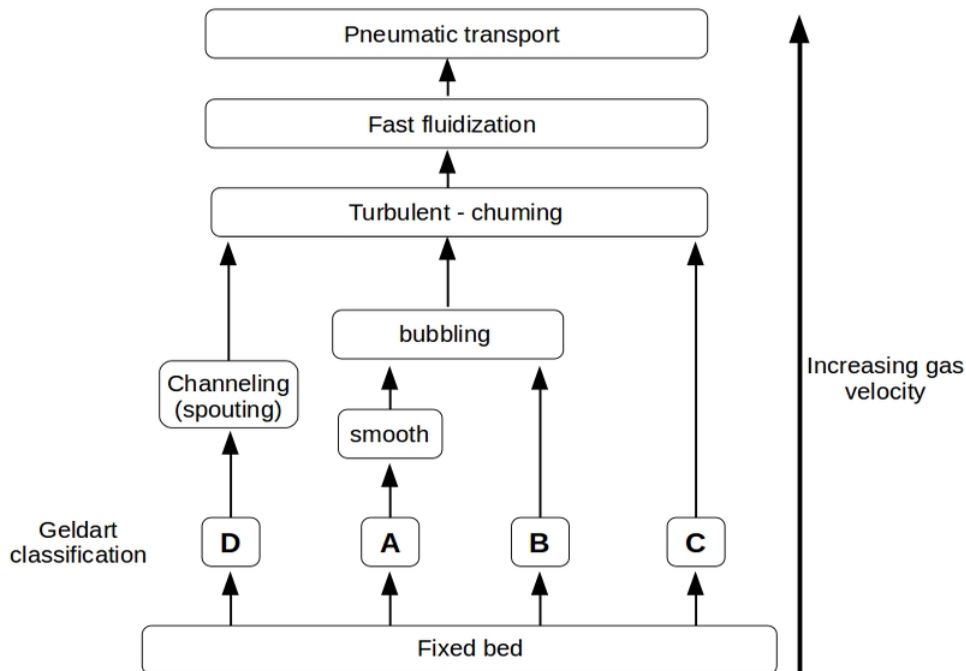 Pneumatic transport
Fast fluidization
Turbulent - chuming
bubbling
Channeling
(spouting)
smooth
Increasing gas
velocity
Geldart
classification
D
A
B
C
Fixed bed